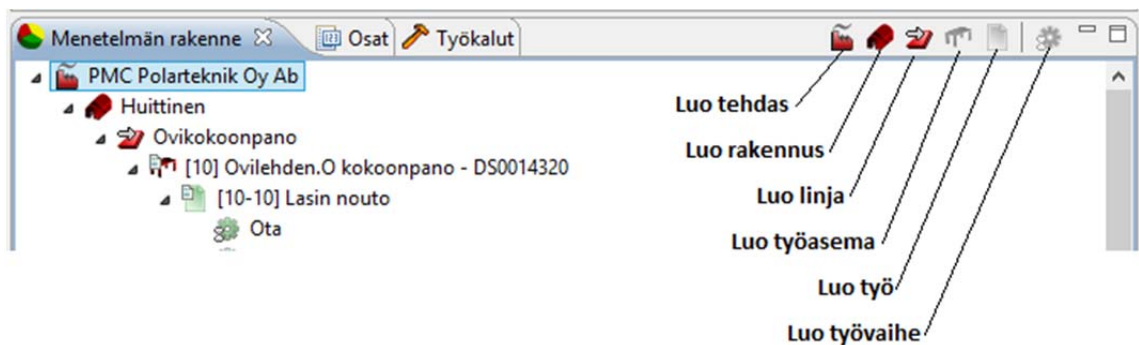 Menetelmän rakenne
Osat
Työkalut
PMC Polarteknik Oy Ab
Huittinen
Ovikokoonpano
[10] Ovilehden.O kokoonpano - DS0014320
[10-10] Lasin nouto
Ota
Luo tehdas
Luo rakennus
Luo linja
Luo työasema
Luo työ
Luo työvaihe